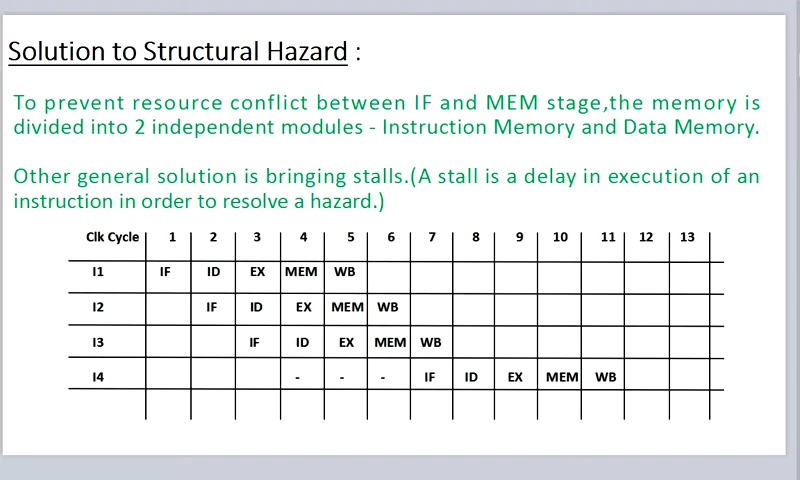 Solution to Structural Hazard :
To prevent resource conflict between IF and MEM stage,the memory is
divided into 2 independent modules - Instruction Memory and Data Memory.
Other general solution is bringing stalls.(A stall is a delay in execution of an
instruction in order to resolve a hazard.)
Clk Cycle 1 2 3 4 5 6 7 8 9 10 11 12 13
I1 IF ID EX MEM WB
I2 IF ID EX MEM WB
I3 IF ID EX MEM WB
I4 - - - IF ID EX MEM WB